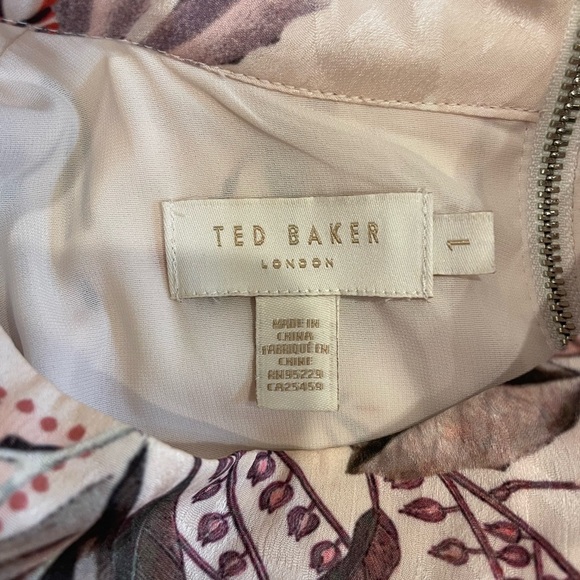 TED BAKER
LONDON
1
MADE IN
CHINA
FABRIQUÉ EN
CHINE
RN95229
CA25459